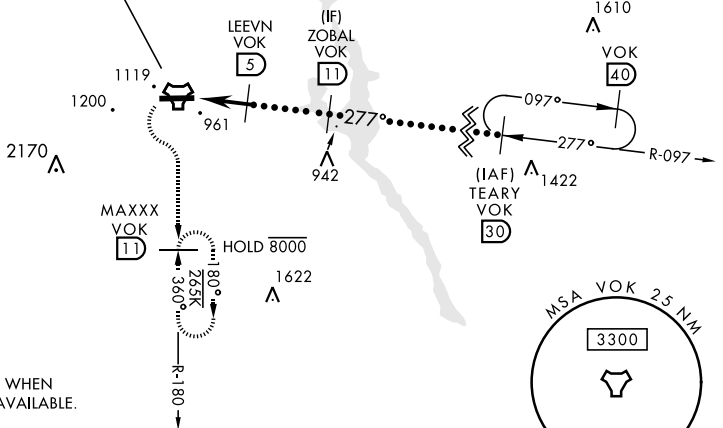 1610
(IF)
LEEVN
VOK
5
ZOBAL
VOK
11
VOK
40
1119
1200
961
097°
277°
277°
R-097
2170
942
(IAF)
TEARY
VOK
30
1422
MAXXX
VOK
11
HOLD 8000
180°
265K
360°
1622
R-180
MSA VOK 25 NM
3300
WHEN
AVAILABLE.